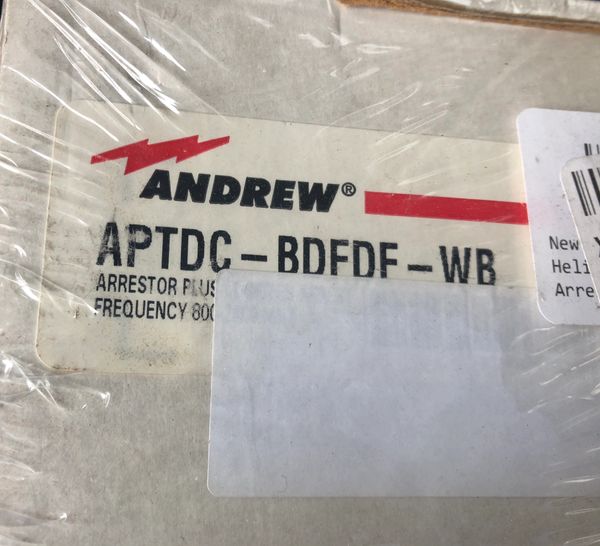 ANDREW®
APTDC-BDFDF-WB
ARRESTOR PLUS
FREQUENCY 800
New
Heli
Arre